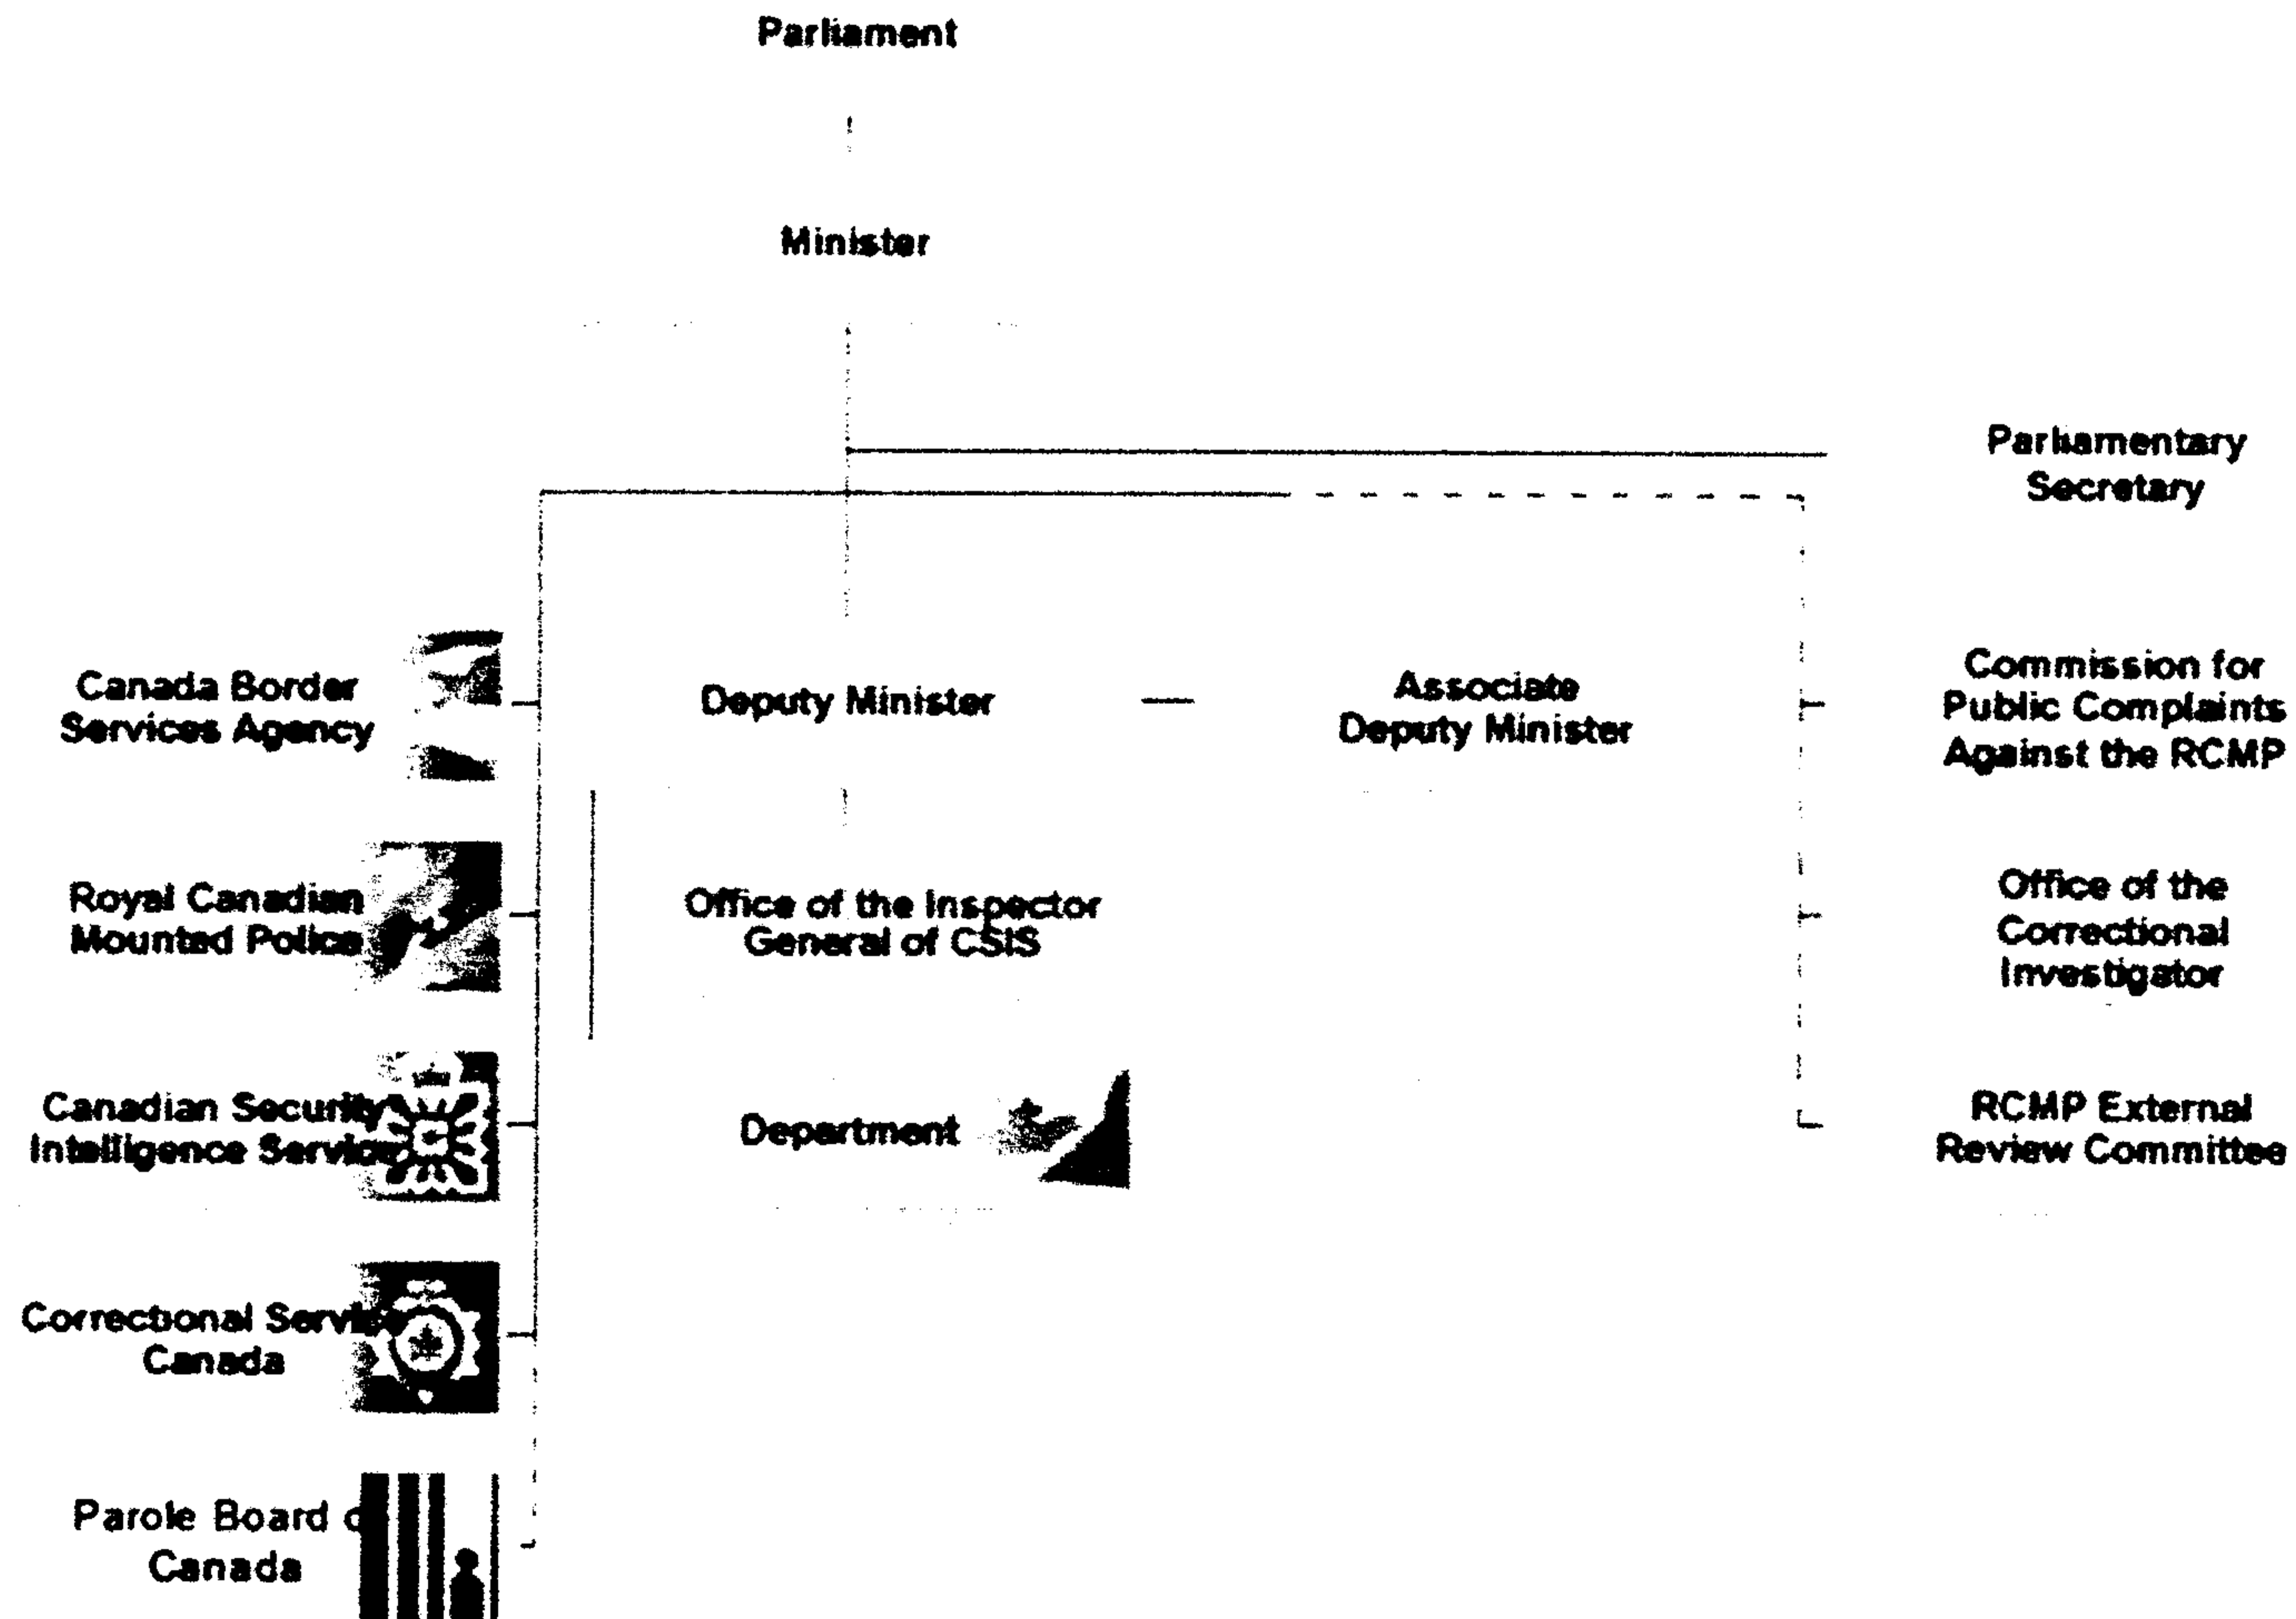 Parliament
Minister
Parliamentary
Secretary
Canada Border
Services Agency
Deputy Minister
Associate
Deputy Minister
Commission for
Public Complaints
Against the RCMP
Royal Canadian
Mounted Police
Office of the Inspector
General of CSIS
Office of the
Correctional
Investigator
Canadian Security
Intelligence Service
Department
RCMP External
Review Committee
Correctional Service
Canada
Parole Board
Canada